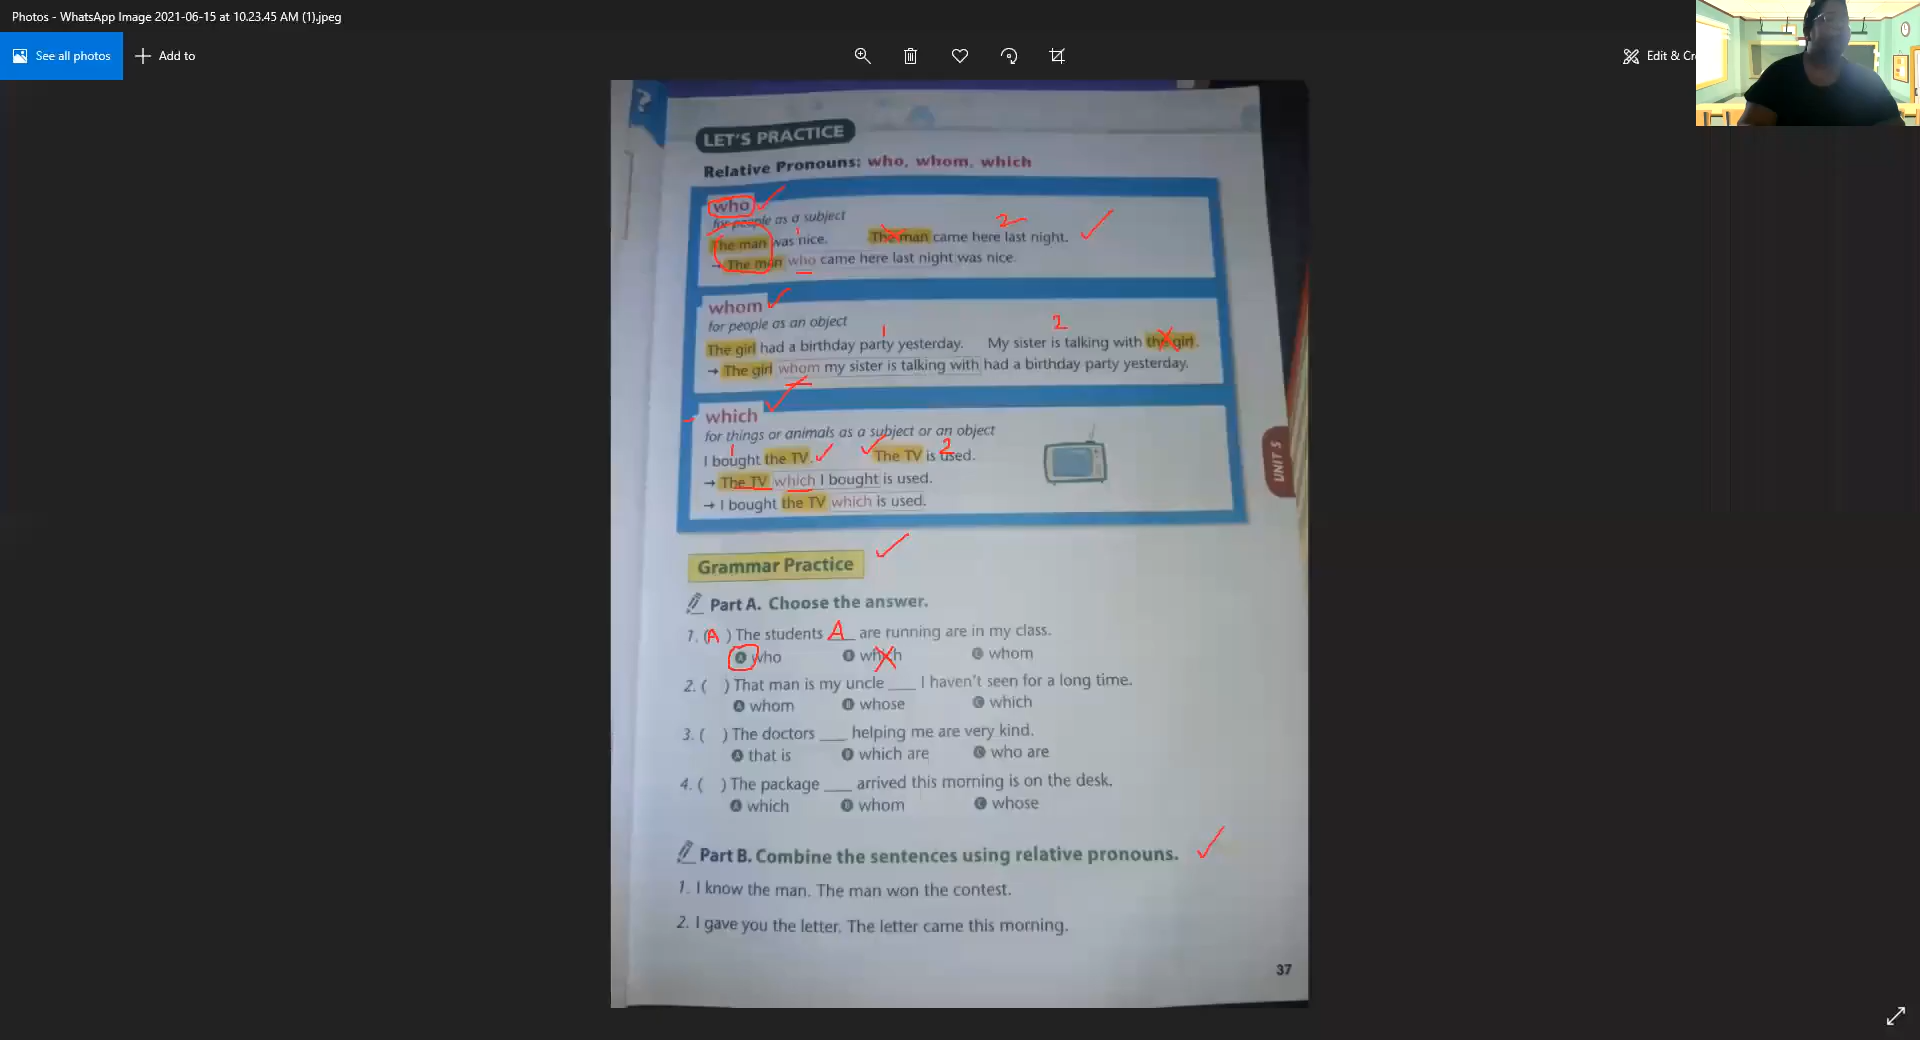 Photos - WhatsApp Image 2021-06-15 at 10.23.45 AM (1).jpeg
See all photos
Add to
Edit & Cr
?
LET'S PRACTICE
Relative Pronouns: who, whom, which
who
for people as a subject
1 2
The man was nice. The man came here last night.
→ The man who came here last night was nice.
whom
for people as an object
1 2
The girl had a birthday party yesterday. My sister is talking with the girl.
→ The girl whom my sister is talking with had a birthday party yesterday.
which
for things or animals as a subject or an object
1 2
I bought the TV. The TV is used.
→ The TV which I bought is used.
→ I bought the TV which is used.
UNIT 5
Grammar Practice
Part A. Choose the answer.
1. (A) The students A are running are in my class.
A who B which C whom
2. ( ) That man is my uncle ___ I haven't seen for a long time.
A whom B whose C which
3. ( ) The doctors ___ helping me are very kind.
A that is B which are C who are
4. ( ) The package ___ arrived this morning is on the desk.
A which B whom C whose
Part B. Combine the sentences using relative pronouns.
1. I know the man. The man won the contest.
2. I gave you the letter. The letter came this morning.
37